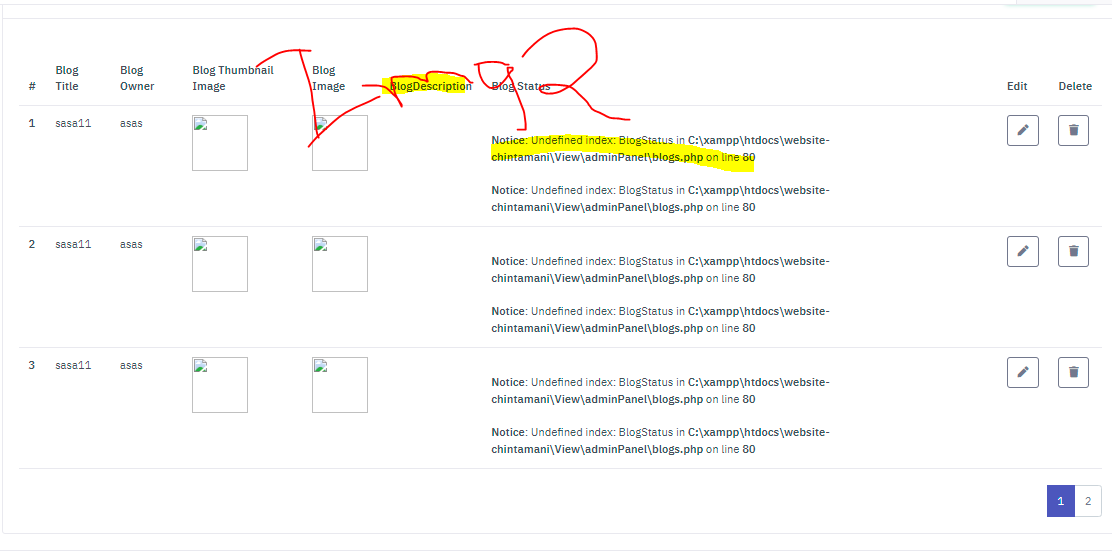 # Blog Title Blog Owner Blog Thumbnail Image Blog Image BlogDescription Blog Status Edit Delete
1 sasa11 asas
Notice: Undefined index: BlogStatus in C:\xampp\htdocs\website-
chintamani\View\adminPanel\blogs.php on line 80
Notice: Undefined index: BlogStatus in C:\xampp\htdocs\website-
chintamani\View\adminPanel\blogs.php on line 80
2 sasa11 asas
Notice: Undefined index: BlogStatus in C:\xampp\htdocs\website-
chintamani\View\adminPanel\blogs.php on line 80
Notice: Undefined index: BlogStatus in C:\xampp\htdocs\website-
chintamani\View\adminPanel\blogs.php on line 80
3 sasa11 asas
Notice: Undefined index: BlogStatus in C:\xampp\htdocs\website-
chintamani\View\adminPanel\blogs.php on line 80
Notice: Undefined index: BlogStatus in C:\xampp\htdocs\website-
chintamani\View\adminPanel\blogs.php on line 80
1 2